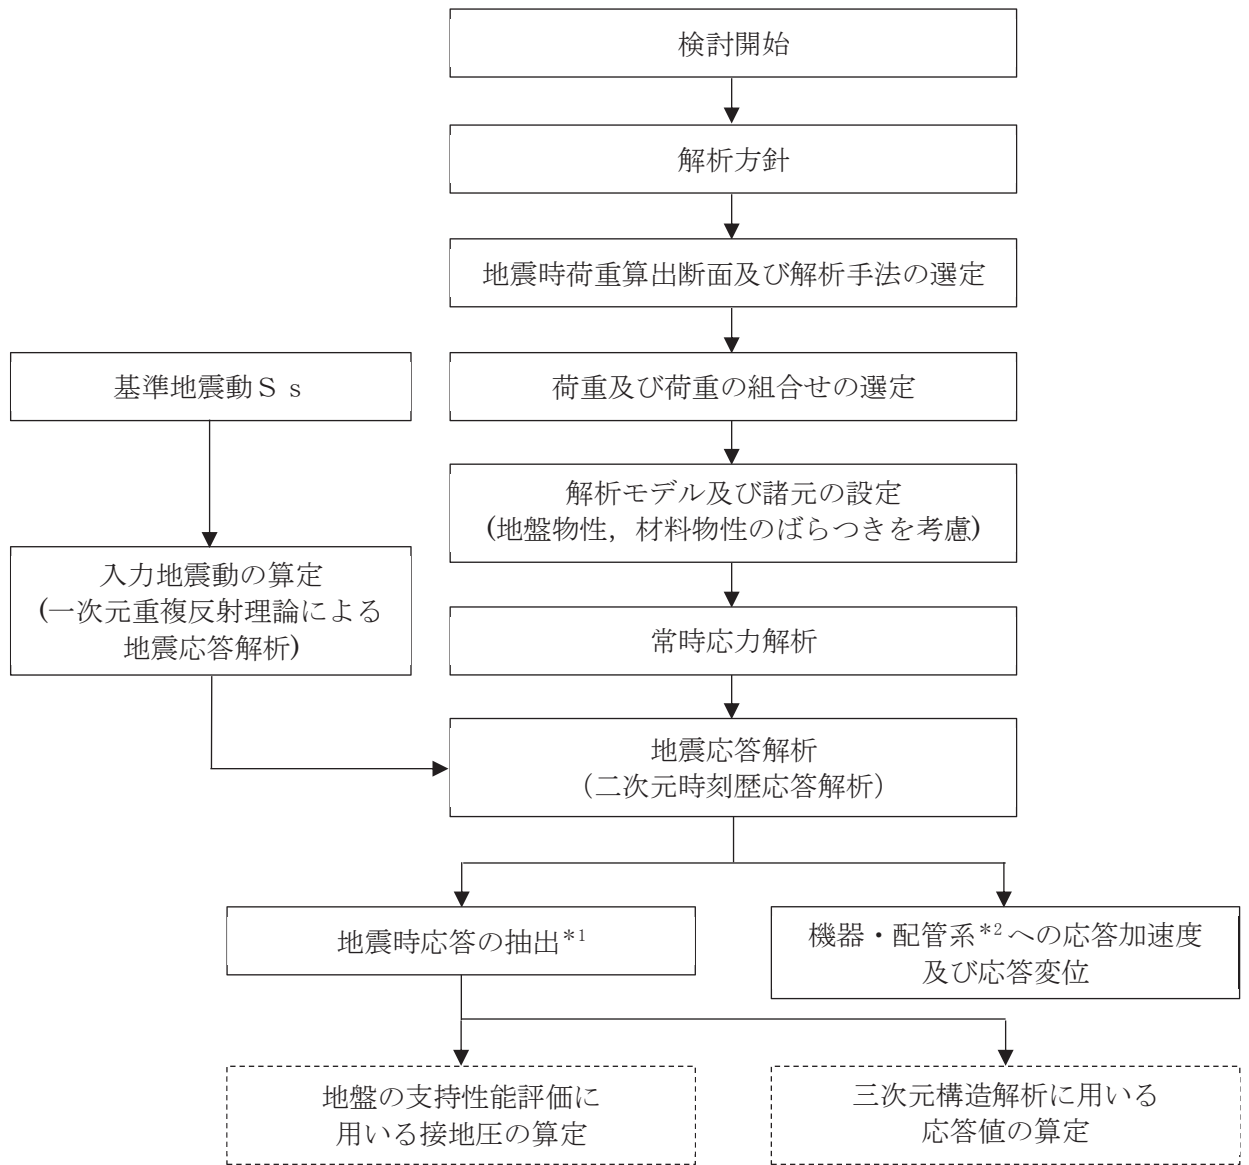 検討開始
解析方針
地震時荷重算出断面及び解析手法の選定
基準地震動Ｓｓ
荷重及び荷重の組合せの選定
解析モデル及び諸元の設定
(地盤物性，材料物性のばらつきを考慮)
入力地震動の算定
(一次元重複反射理論による
地震応答解析)
常時応力解析
地震応答解析
（二次元時刻歴応答解析）
地震時応答の抽出*1
機器・配管系*2への応答加速度
及び応答変位
地盤の支持性能評価に
用いる接地圧の算定
三次元構造解析に用いる
応答値の算定